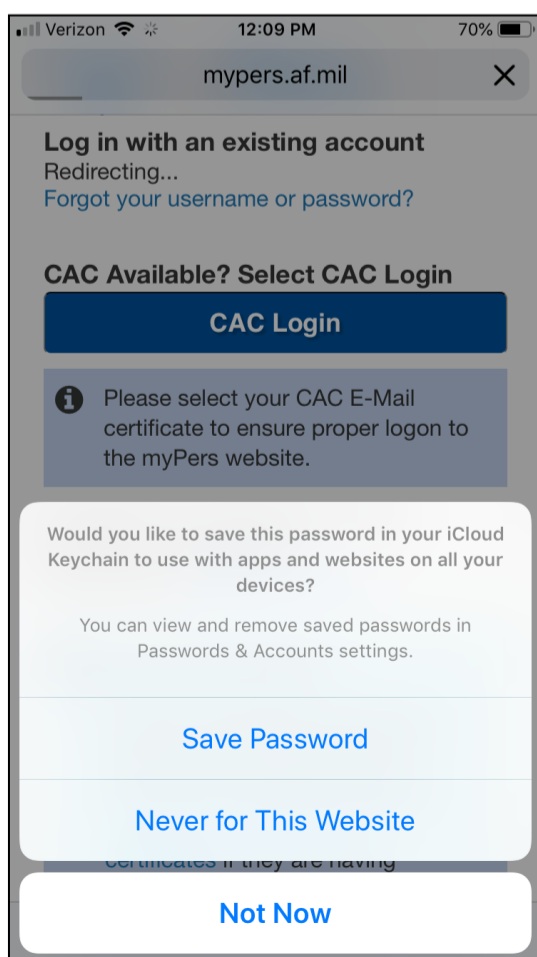 Verizon 12:09 PM 70%
mypers.af.mil
Log in with an existing account
Redirecting...
Forgot your username or password?
CAC Available? Select CAC Login
CAC Login
Please select your CAC E-Mail
certificate to ensure proper logon to
the myPers website.
Would you like to save this password in your iCloud
Keychain to use with apps and websites on all your
devices?
You can view and remove saved passwords in
Passwords & Accounts settings.
Save Password
Never for This Website
certificates if they are having
Not Now